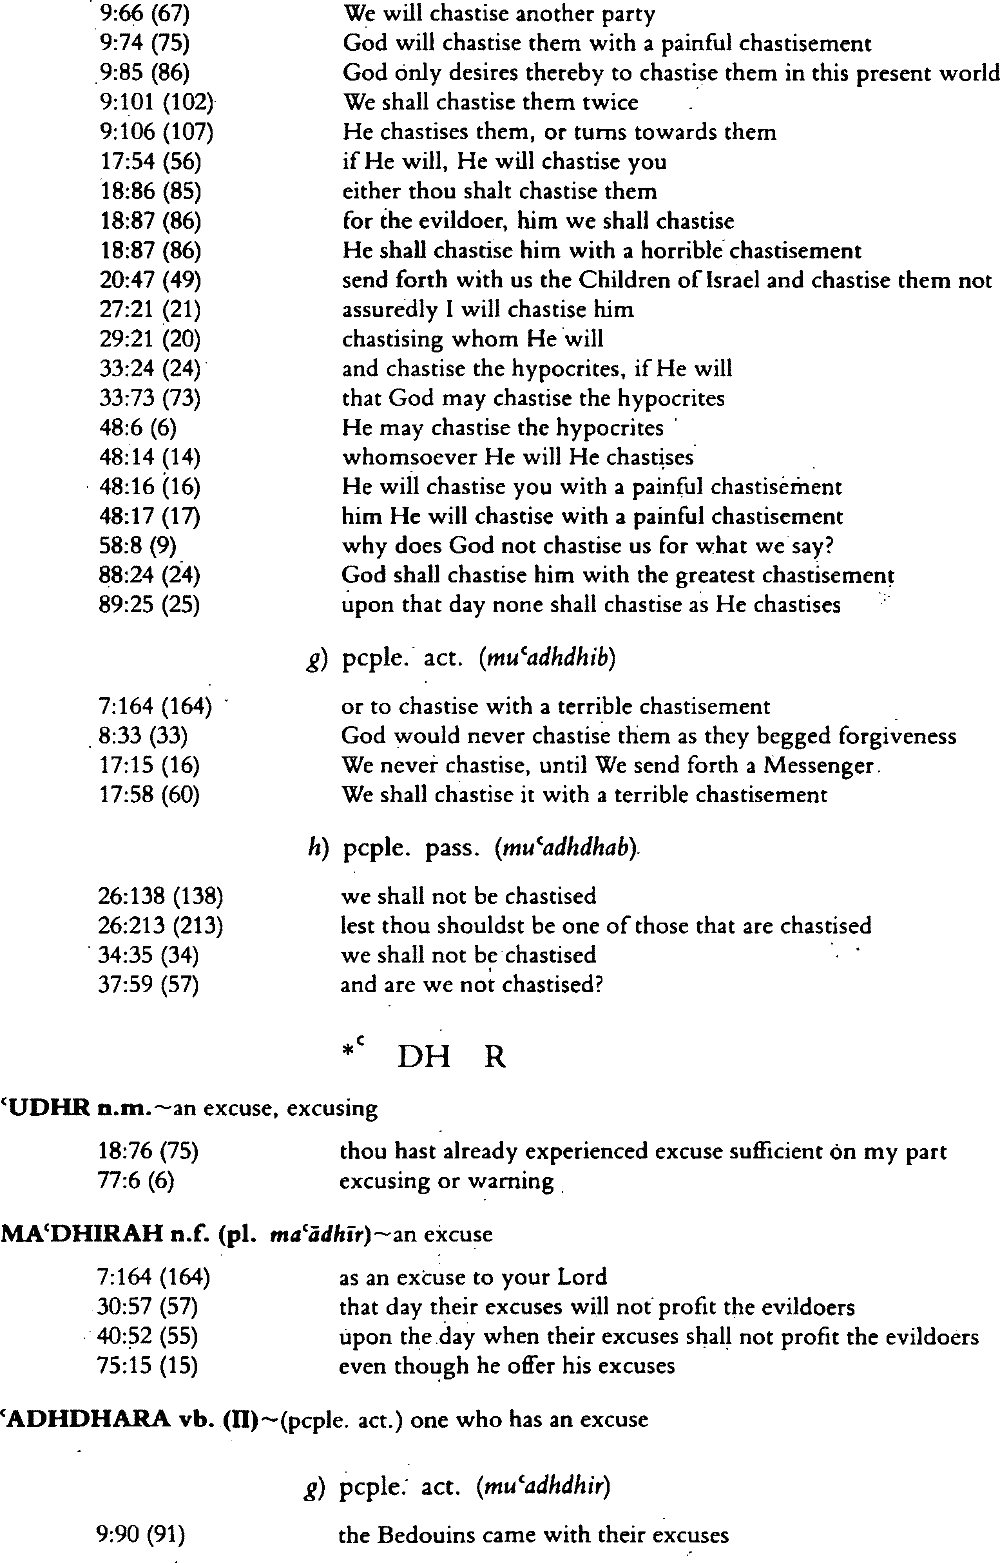 9:66 (67) We will chastise another party
9:74 (75) God will chastise them with a painful chastisement
9:85 (86) God only desires thereby to chastise them in this present world
9:101 (102) We shall chastise them twice
9:106 (107) He chastises them, or turns towards them
17:54 (56) if He will, He will chastise you
18:86 (85) either thou shalt chastise them
18:87 (86) for the evildoer, him we shall chastise
18:87 (86) He shall chastise him with a horrible chastisement
20:47 (49) send forth with us the Children of Israel and chastise them not
27:21 (21) assuredly I will chastise him
29:21 (20) chastising whom He will
33:24 (24) and chastise the hypocrites, if He will
33:73 (73) that God may chastise the hypocrites
48:6 (6) He may chastise the hypocrites
48:14 (14) whomsoever He will He chastises
48:16 (16) He will chastise you with a painful chastisement
48:17 (17) him He will chastise with a painful chastisement
58:8 (9) why does God not chastise us for what we say?
88:24 (24) God shall chastise him with the greatest chastisement
89:25 (25) upon that day none shall chastise as He chastises
g) pcple. act. (muʿadhdhib)
7:164 (164) or to chastise with a terrible chastisement
8:33 (33) God would never chastise them as they begged forgiveness
17:15 (16) We never chastise, until We send forth a Messenger
17:58 (60) We shall chastise it with a terrible chastisement
h) pcple. pass. (muʿadhdhab)
26:138 (138) we shall not be chastised
26:213 (213) lest thou shouldst be one of those that are chastised
34:35 (34) we shall not be chastised
37:59 (57) and are we not chastised?
*ʿ DH R
ʿUDHR n.m.~an excuse, excusing
18:76 (75) thou hast already experienced excuse sufficient on my part
77:6 (6) excusing or warning
MAʿDHIRAH n.f. (pl. maʿādhīr)~an excuse
7:164 (164) as an excuse to your Lord
30:57 (57) that day their excuses will not profit the evildoers
40:52 (55) upon the day when their excuses shall not profit the evildoers
75:15 (15) even though he offer his excuses
ʿADHDHARA vb. (II)~(pcple. act.) one who has an excuse
g) pcple. act. (muʿadhdhir)
9:90 (91) the Bedouins came with their excuses